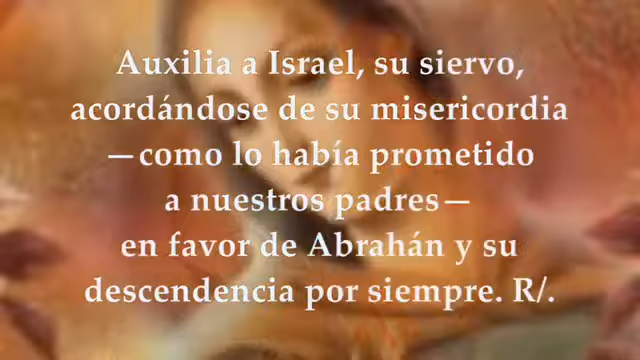 Auxilia a Israel, su siervo,
acordándose de su misericordia
—como lo había prometido
a nuestros padres—
en favor de Abrahán y su
descendencia por siempre. R/.